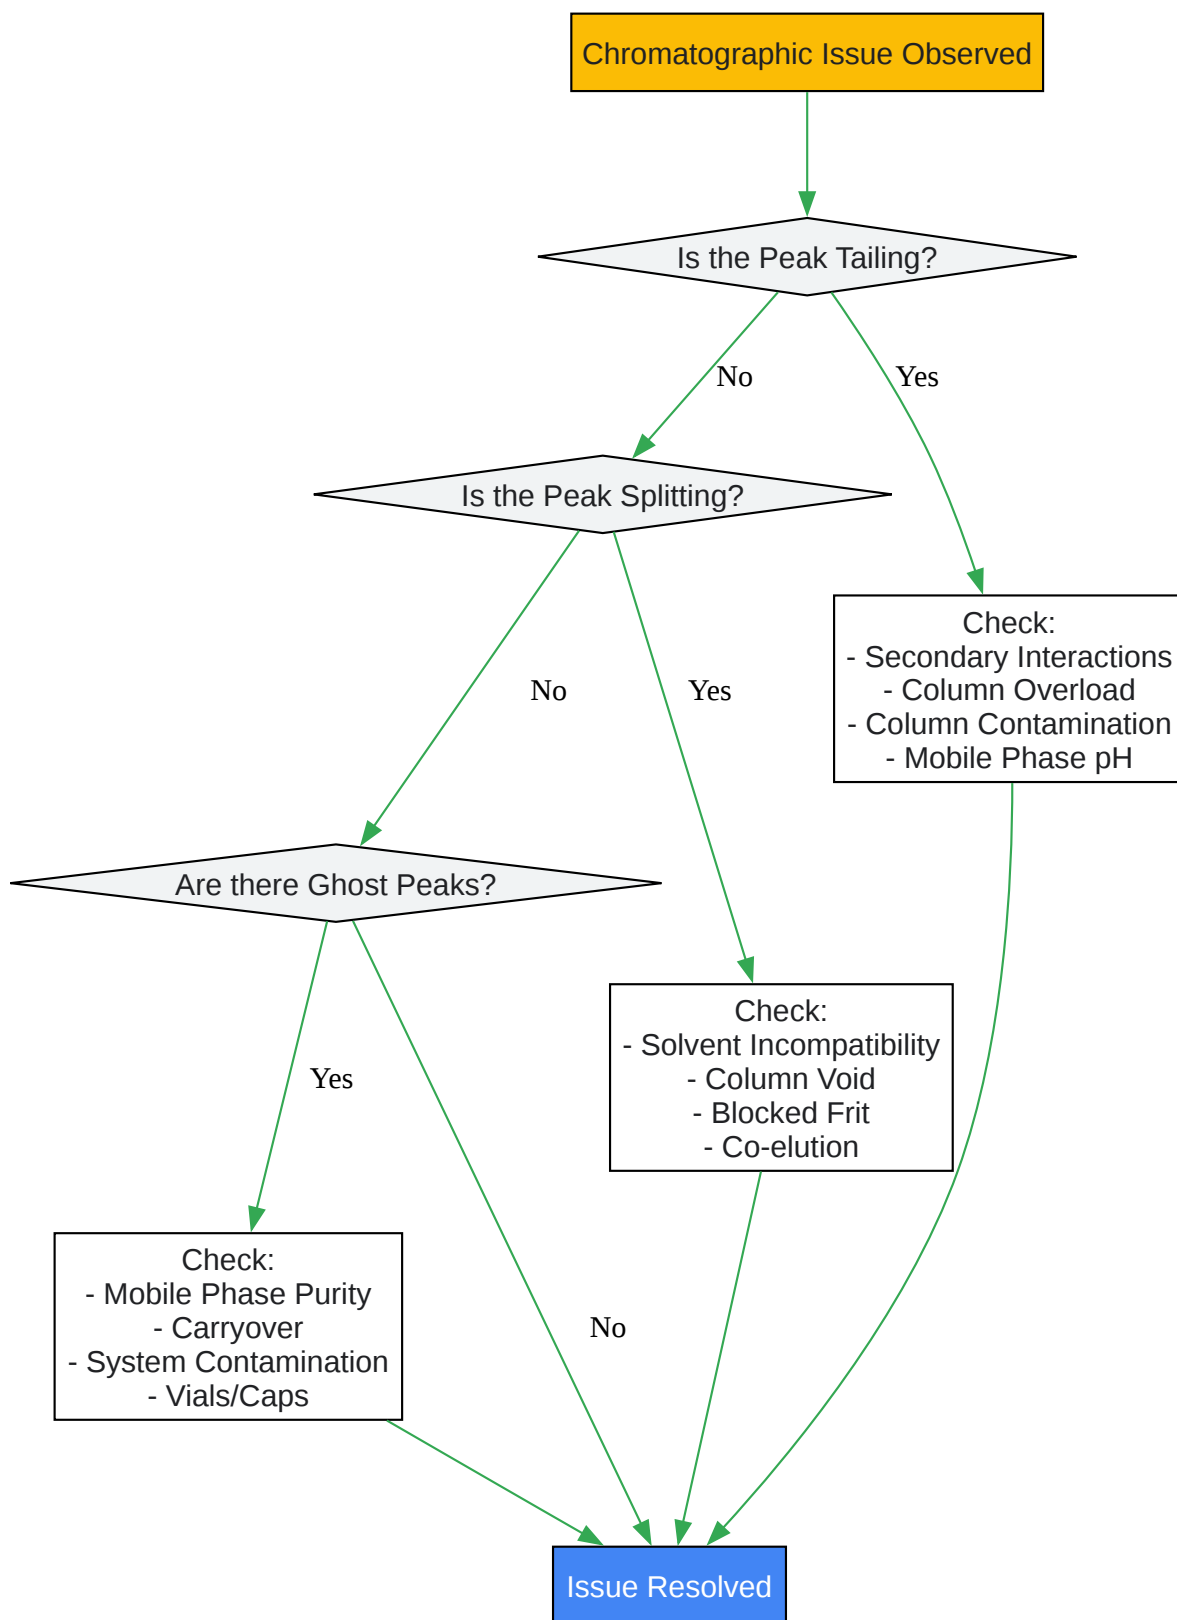 Chromatographic Issue Observed
Is the Peak Tailing?
No
Yes
Is the Peak Splitting?
Check:
- Secondary Interactions
- Column Overload
- Column Contamination
- Mobile Phase pH
No
Yes
Are there Ghost Peaks?
Check:
- Solvent Incompatibility
- Column Void
- Blocked Frit
- Co-elution
Yes
No
Check:
- Mobile Phase Purity
- Carryover
- System Contamination
- Vials/Caps
Issue Resolved